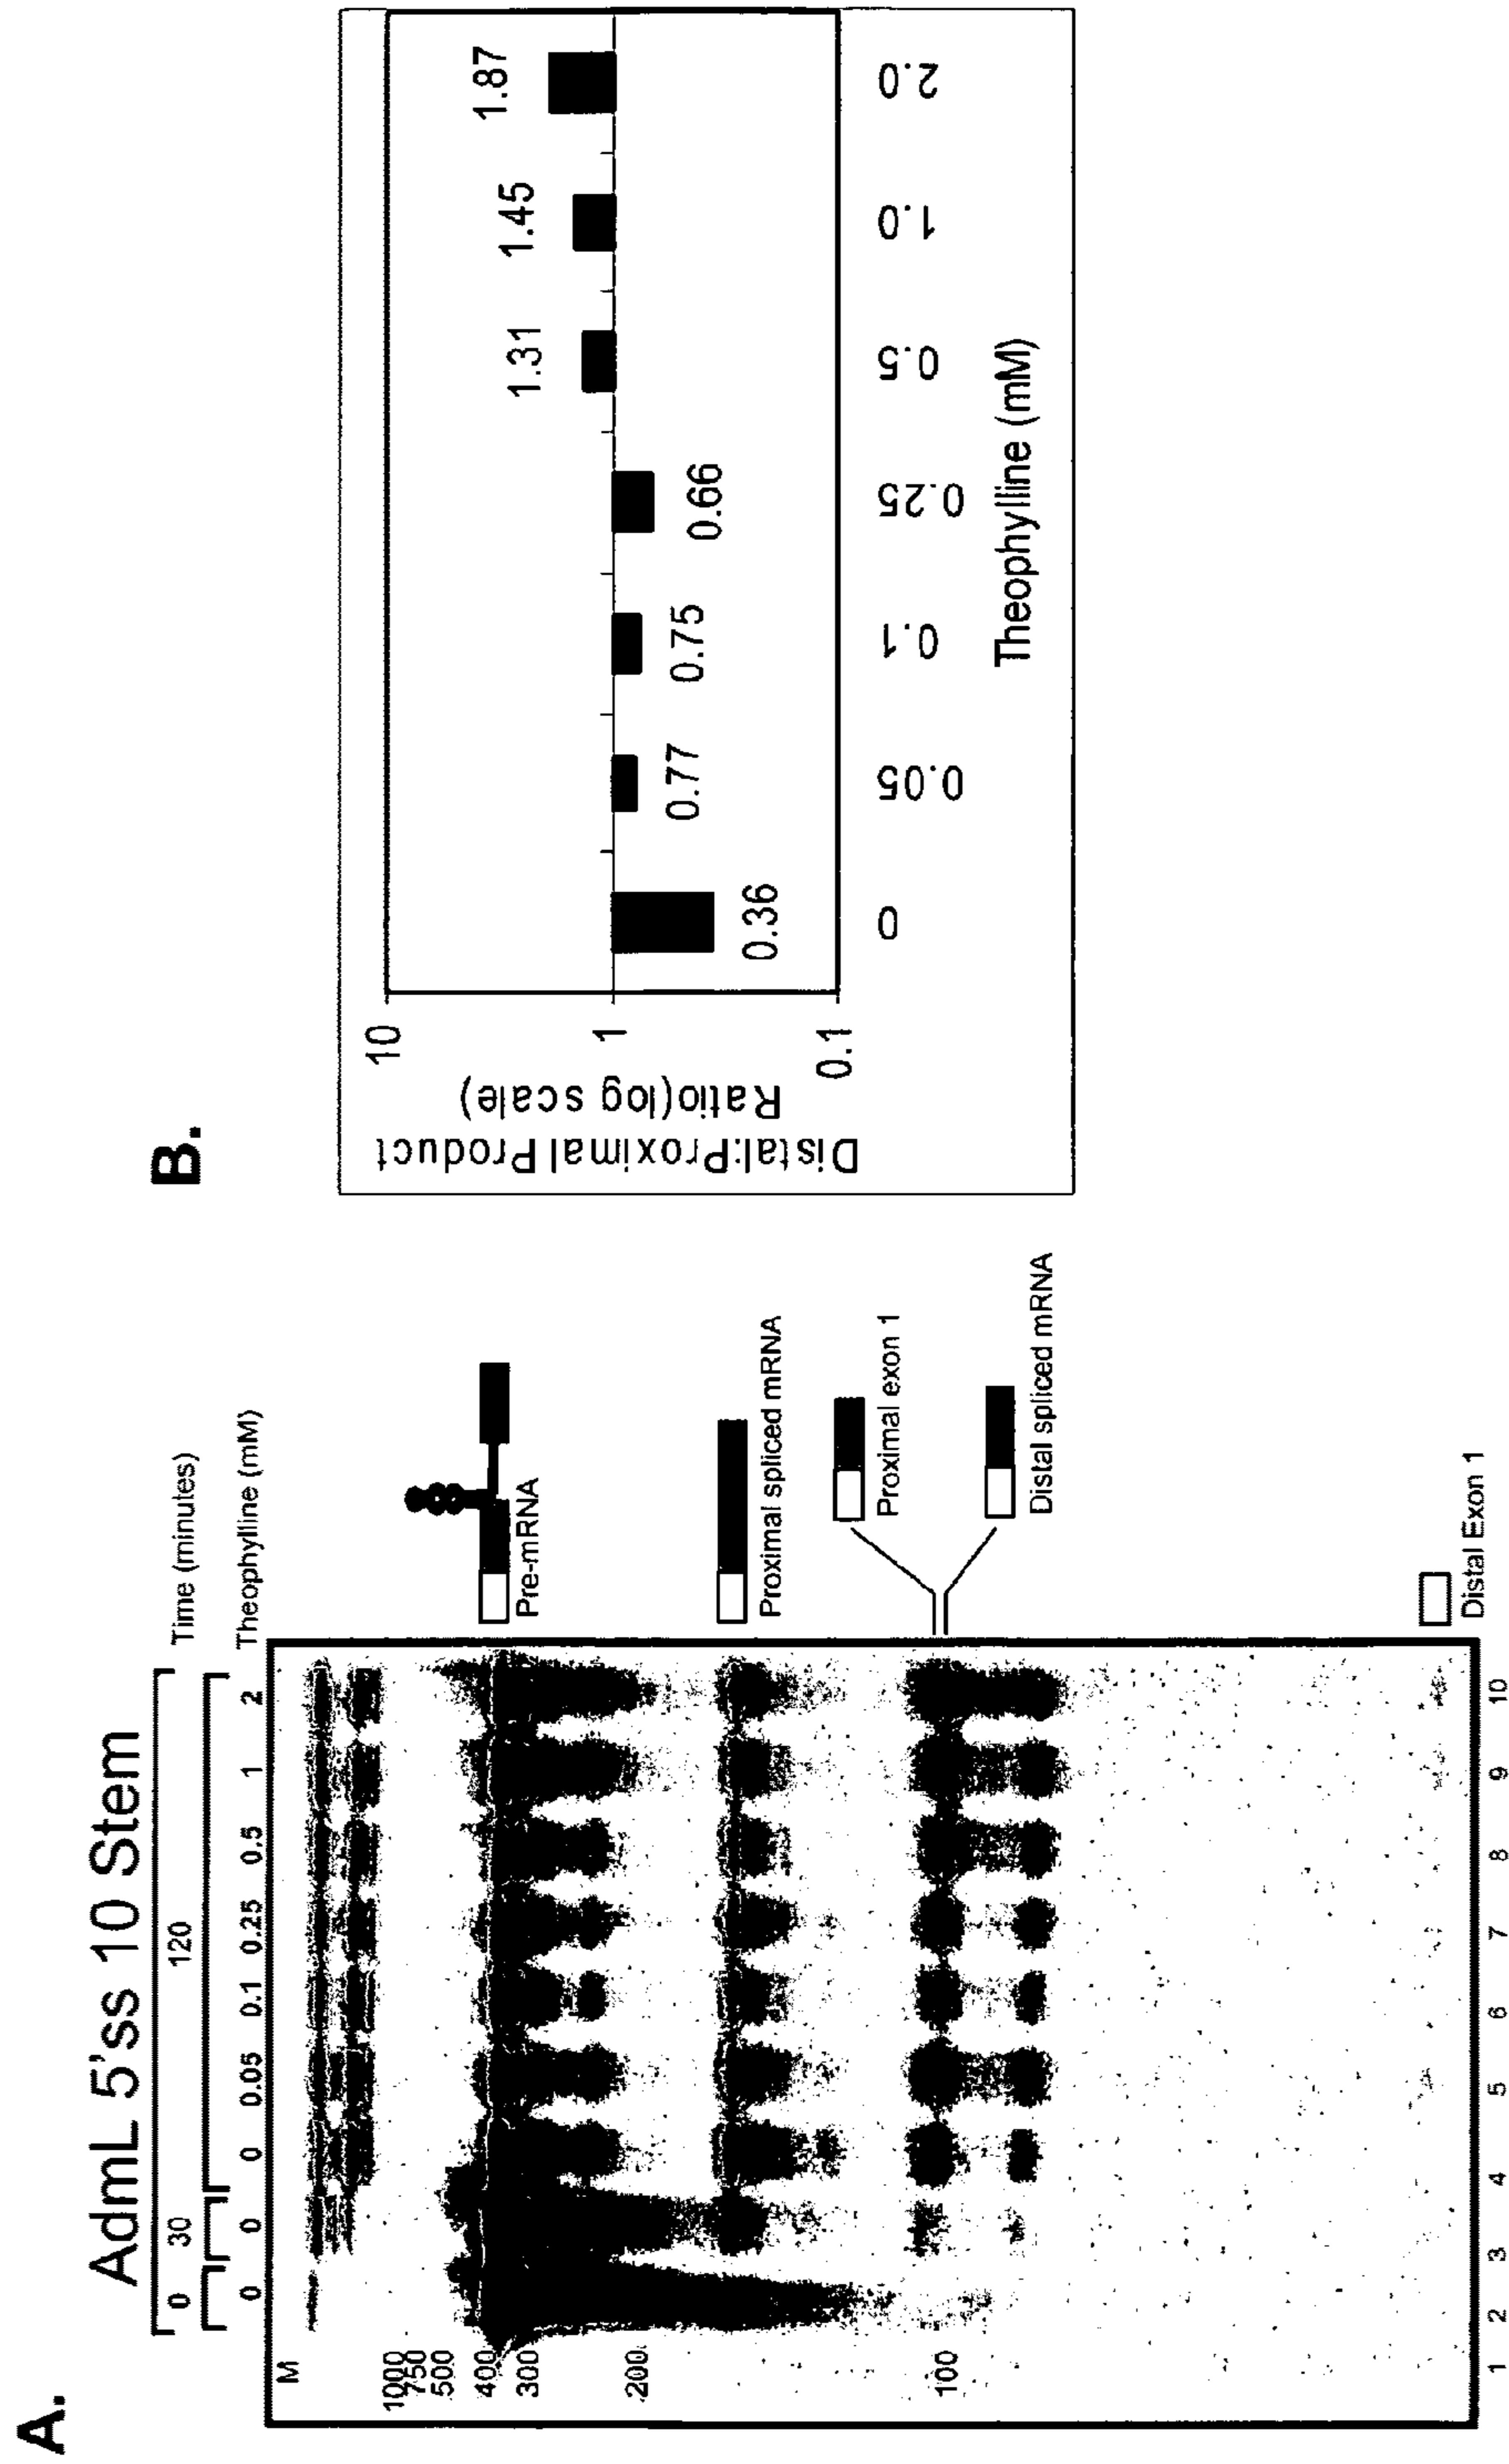 A.
AdmL 5'ss 10 Stem
0 30 120 Time (minutes)
0 0 0 0.05 0.1 0.25 0.5 1 2 Theophylline (mM)
M
1000
750
500
400
300
200
100
Pre-mRNA
Proximal spliced mRNA
Proximal exon 1
Distal spliced mRNA
Distal Exon 1
1 2 3 4 5 6 7 8 9 10
B.
Distal:Proximal Product
Ratio(log scale)
10
1
0.1
0.36 0.77 0.75 0.66 1.31 1.45 1.87
0 0.05 0.1 0.25 0.5 1.0 2.0
Theophylline (mM)